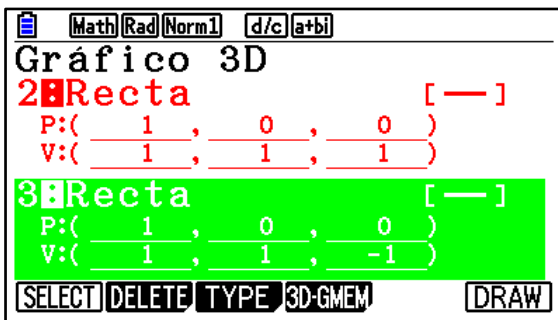 Math Rad Norm1 d/c a+bi
Gráfico 3D
2:Recta [—]
P:( 1 , 0 , 0 )
V:( 1 , 1 , 1 )
3:Recta [—]
P:( 1 , 0 , 0 )
V:( 1 , 1 , -1 )
SELECT DELETE TYPE 3D·GMEM DRAW